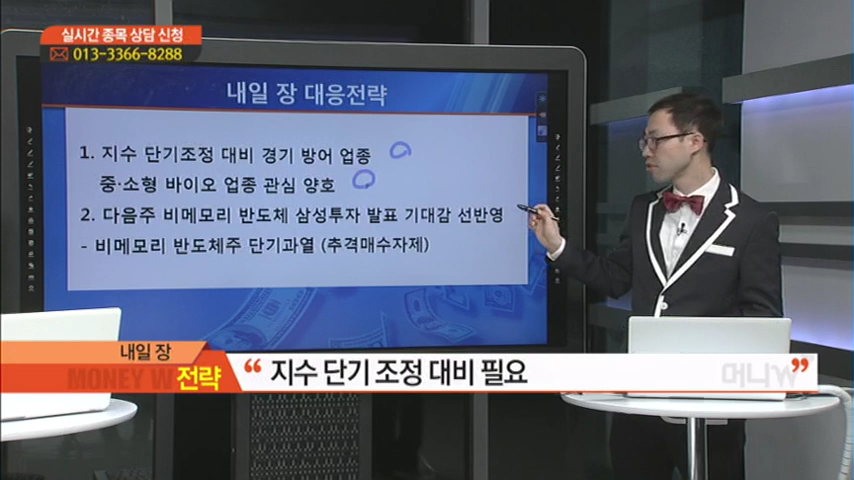 실시간 종목 상담 신청
013-3366-8288
내일 장 대응전략
1. 지수 단기조정 대비 경기 방어 업종
중·소형 바이오 업종 관심 양호
2. 다음주 비메모리 반도체 삼성투자 발표 기대감 선반영
- 비메모리 반도체주 단기과열 (추격매수자제)
내일 장
MONEY W 전략
“ 지수 단기 조정 대비 필요 ”
머니W